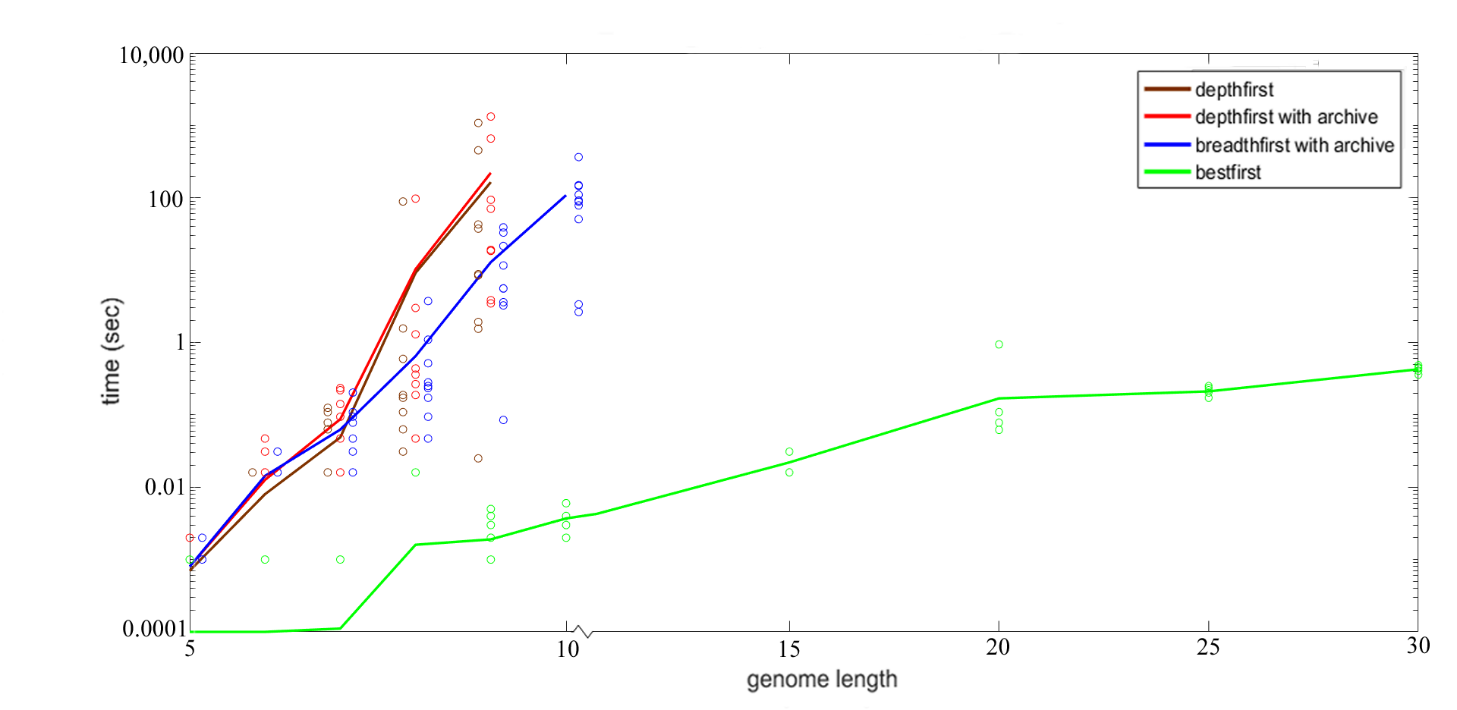 10,000
100
1
0.01
0.0001
time (sec)
depthfirst
depthfirst with archive
breadthfirst with archive
bestfirst
5
10
15
20
25
30
genome length